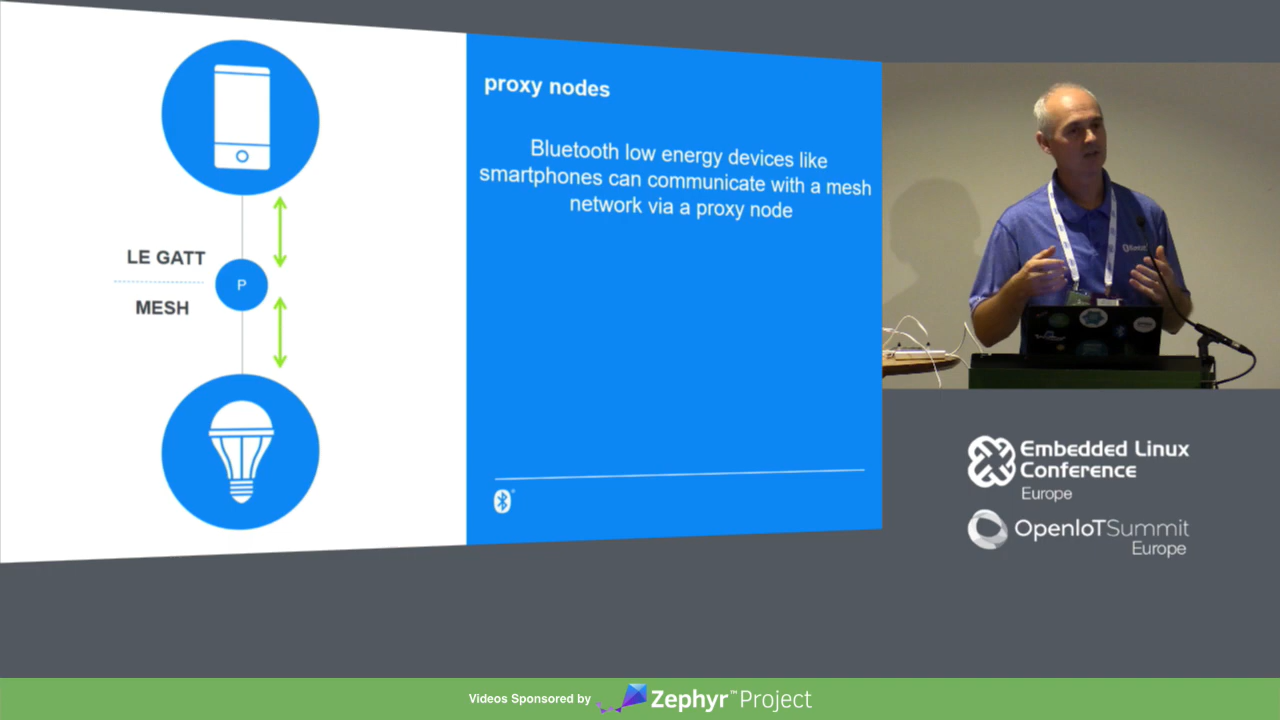 proxy nodes
Bluetooth low energy devices like
smartphones can communicate with a mesh
network via a proxy node
LE GATT
P
MESH
Embedded Linux
Conference
Europe
OpenIoTSummit
Europe
Videos Sponsored by Zephyr™Project